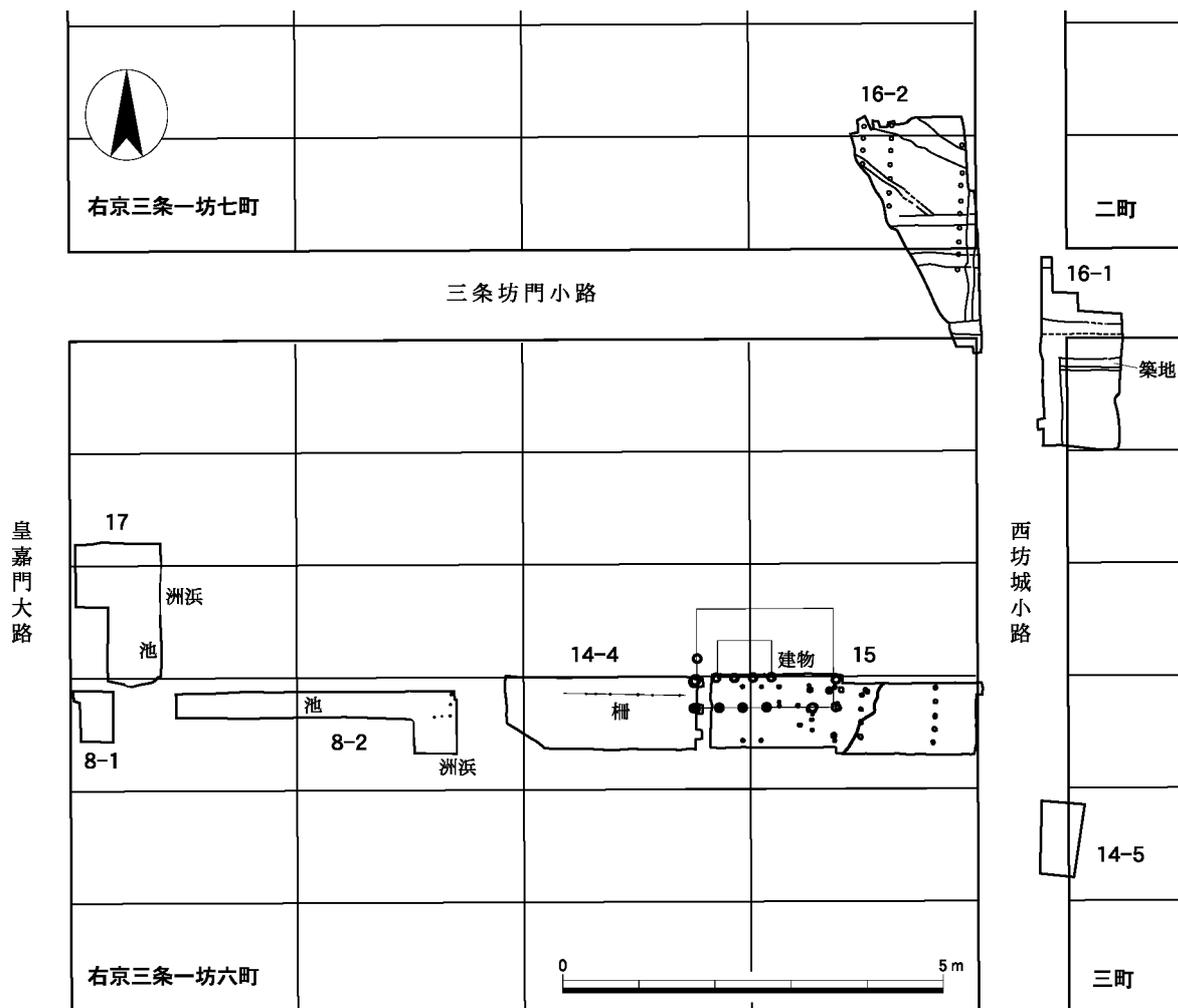 16-2
右京三条一坊七町
二町
16-1
三条坊門小路
築地
17
皇嘉門大路
西坊城小路
洲浜
池
14-4
建物
15
池
柵
8-2
8-1
洲浜
14-5
0
5m
右京三条一坊六町
三町